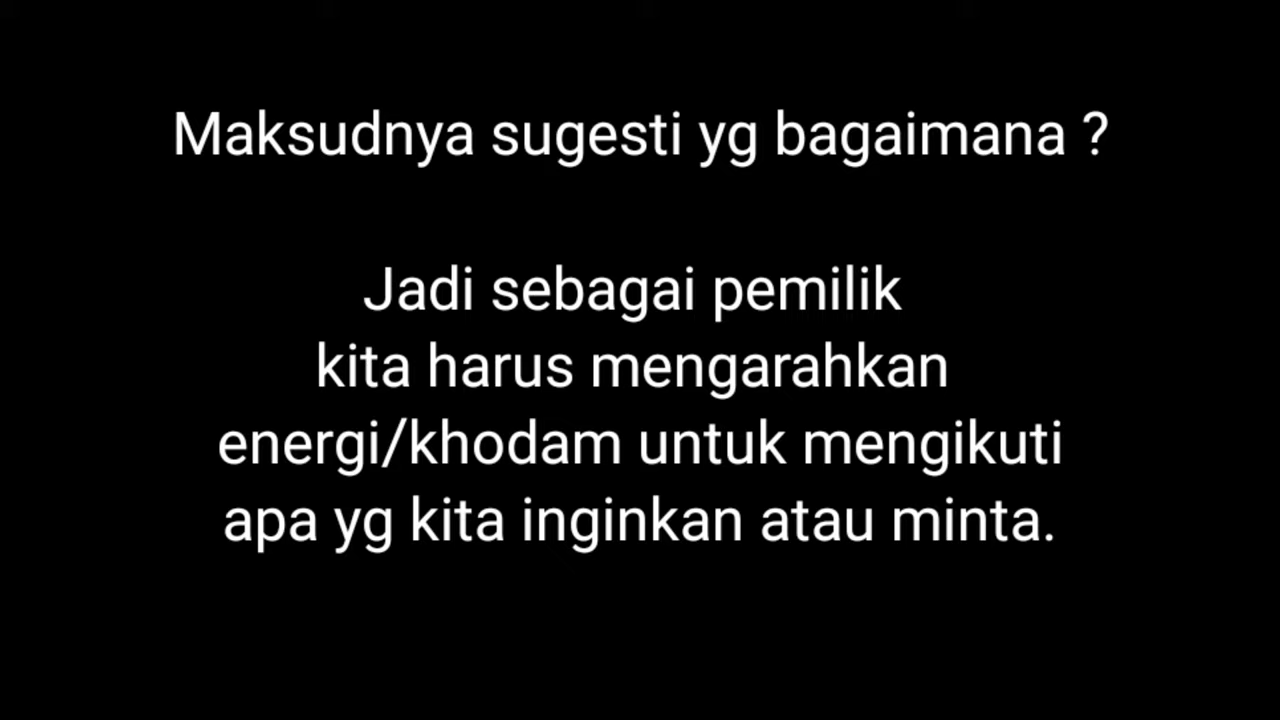 Maksudnya sugesti yg bagaimana ?
Jadi sebagai pemilik
kita harus mengarahkan
energi/khodam untuk mengikuti
apa yg kita inginkan atau minta.